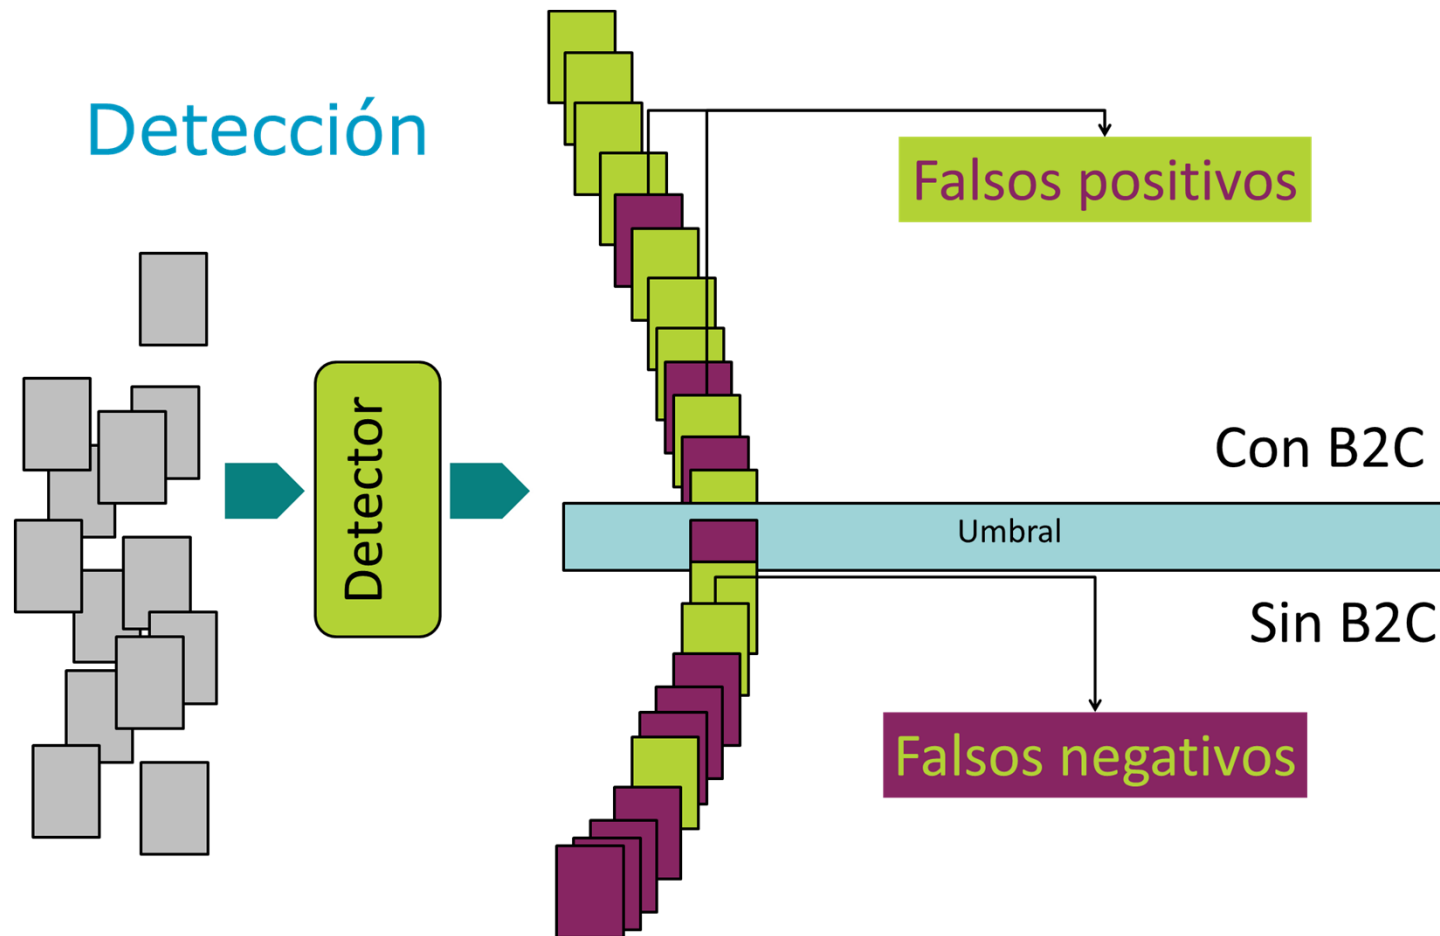 Detección
Falsos positivos
Detector
Con B2C
Umbral
Sin B2C
Falsos negativos